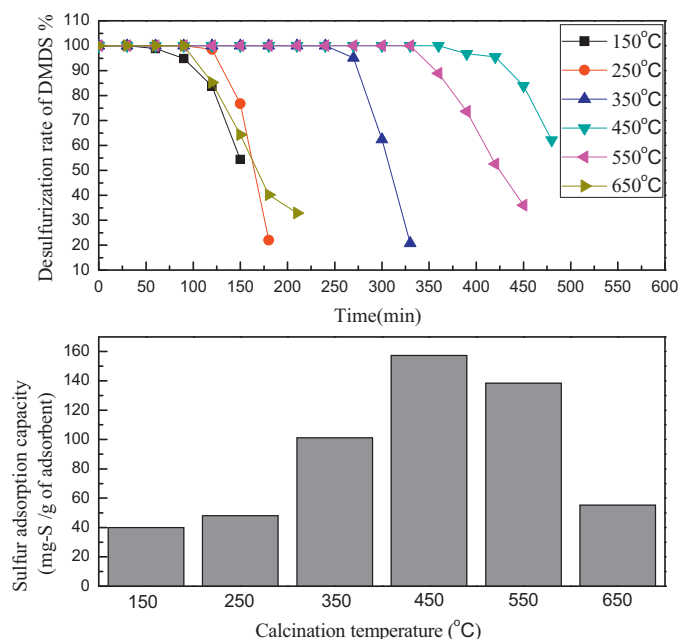 Desulfurization rate of DMDS %
110
100
90
80
70
60
50
40
30
20
10
150°C
250°C
350°C
450°C
550°C
650°C
0 50 100 150 200 250 300 350 400 450 500 550 600
Time(min)
Sulfur adsorption capacity
(mg-S /g of adsorbent)
160
140
120
100
80
60
40
20
0
150 250 350 450 550 650
Calcination temperature (°C)